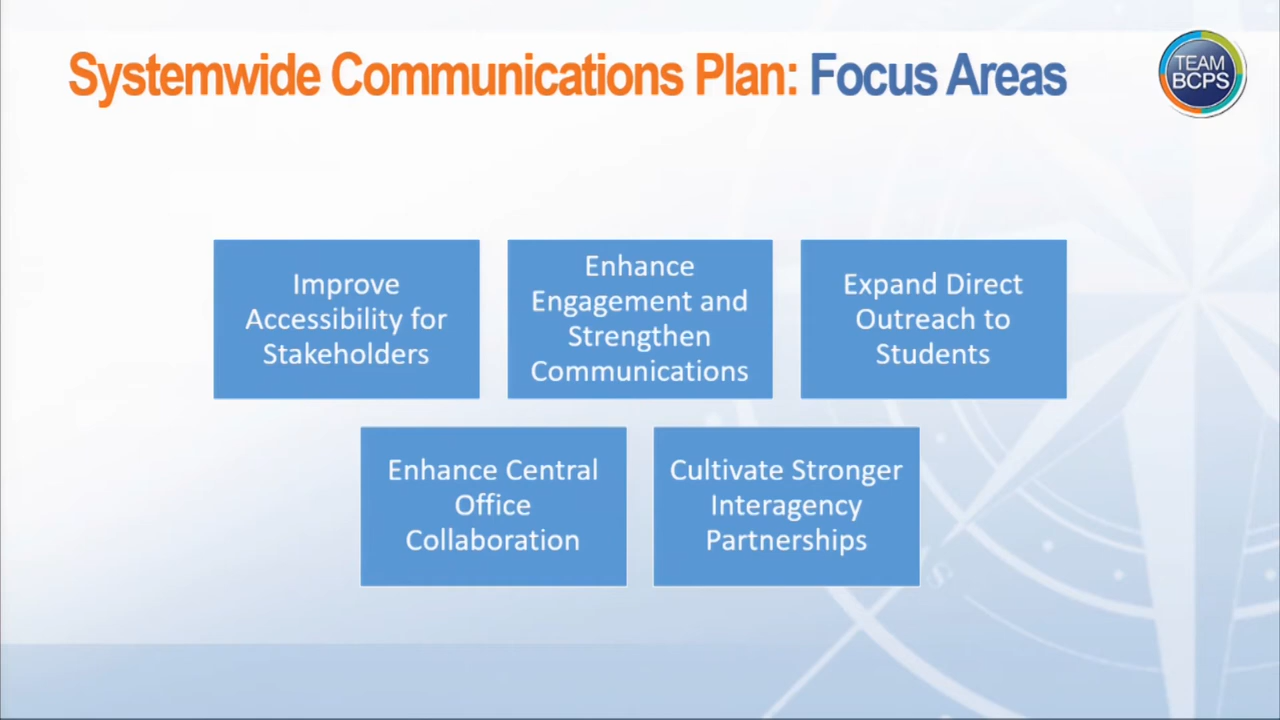 Systemwide Communications Plan: Focus Areas
TEAM
BCPS
Improve
Accessibility for
Stakeholders
Enhance
Engagement and
Strengthen
Communications
Expand Direct
Outreach to
Students
Enhance Central
Office
Collaboration
Cultivate Stronger
Interagency
Partnerships